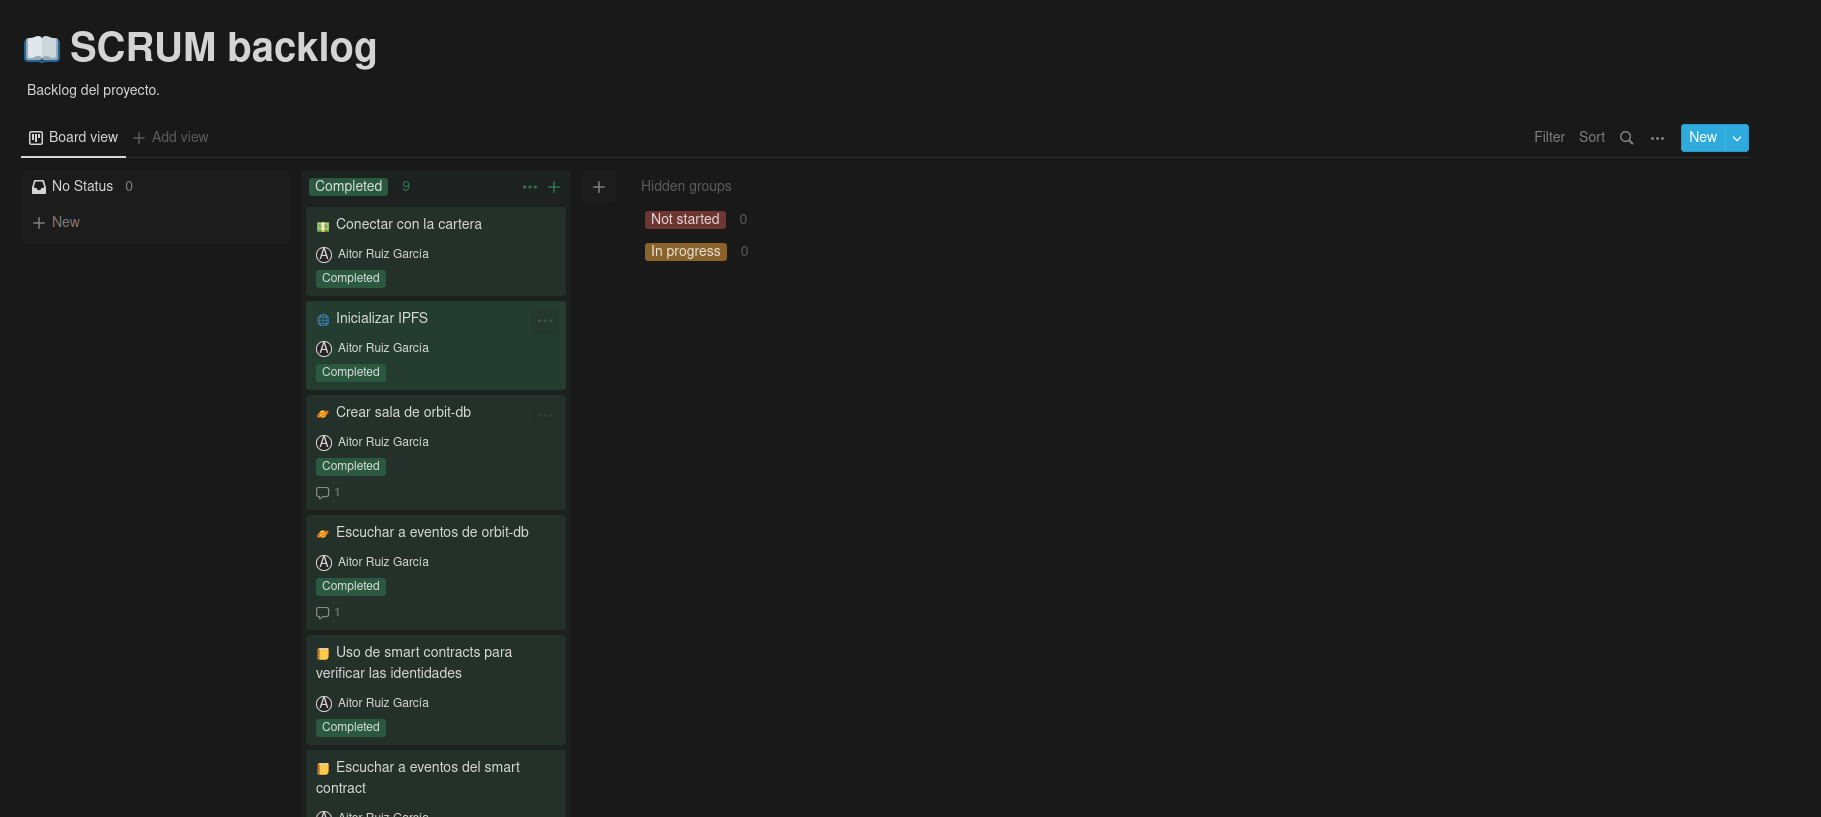 SCRUM backlog
Backlog del proyecto.
Board view
Add view
Filter
Sort
New
No Status 0
New
Completed 9
Conectar con la cartera
Aitor Ruiz García
Completed
Inicializar IPFS
Aitor Ruiz García
Completed
Crear sala de orbit-db
Aitor Ruiz García
Completed
1
Escuchar a eventos de orbit-db
Aitor Ruiz García
Completed
1
Uso de smart contracts para
verificar las identidades
Aitor Ruiz García
Completed
Escuchar a eventos del smart
contract
Aitor Ruiz García
Hidden groups
Not started 0
In progress 0